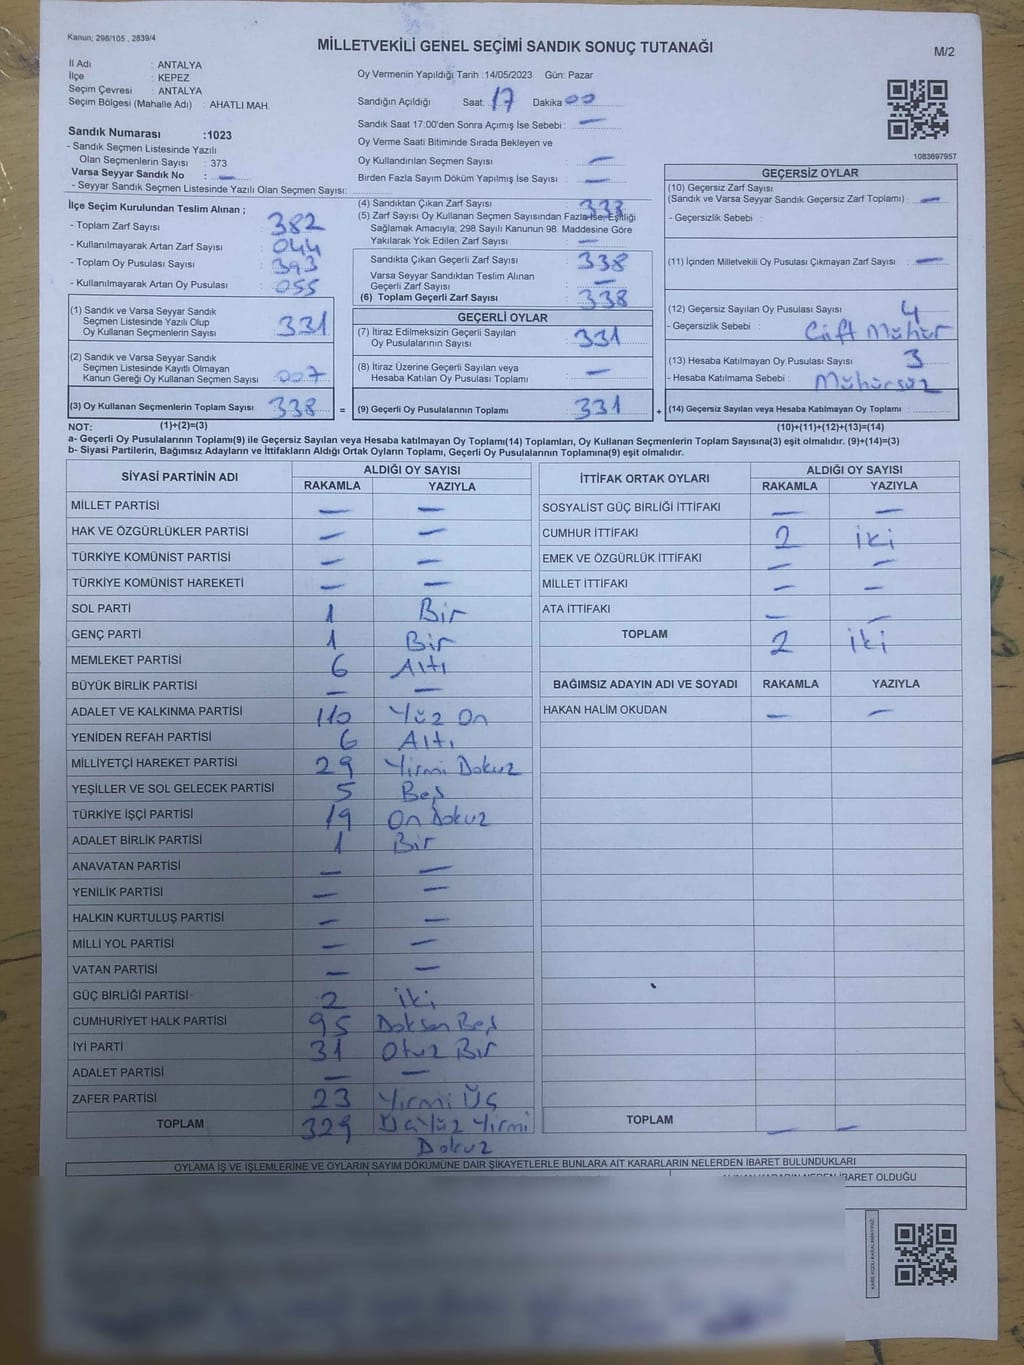 Kanun; 298/105 , 2839/4
MİLLETVEKİLİ GENEL SEÇİMİ SANDIK SONUÇ TUTANAĞI
M/2
İl Adı : ANTALYA
İlçe : KEPEZ
Seçim Çevresi : ANTALYA
Seçim Bölgesi (Mahalle Adı) : AHATLI MAH.
Sandık Numarası :1023
- Sandık Seçmen Listesinde Yazılı
Olan Seçmenlerin Sayısı : 373
Varsa Seyyar Sandık No : —
- Seyyar Sandık Seçmen Listesinde Yazılı Olan Seçmen Sayısı:
Oy Vermenin Yapıldığı Tarih :14/05/2023 Gün: Pazar
Sandığın Açıldığı Saat 17 Dakika 00
Sandık Saat 17:00'den Sonra Açımış İse Sebebi : —
Oy Verme Saati Bitiminde Sırada Bekleyen ve
Oy Kullandırılan Seçmen Sayısı : —
Birden Fazla Sayım Döküm Yapılmış İse Sayısı : —
1083697957
İlçe Seçim Kurulundan Teslim Alınan ;
- Toplam Zarf Sayısı : 382
- Kullanılmayarak Artan Zarf Sayısı : 044
- Toplam Oy Pusulası Sayısı : 393
- Kullanılmayarak Artan Oy Pusulası : 055
(4) Sandıktan Çıkan Zarf Sayısı : 338
(5) Zarf Sayısı Oy Kullanan Seçmen Sayısından Fazla İse, Eşitliği
Sağlamak Amacıyla; 298 Sayılı Kanunun 98. Maddesine Göre
Yakılarak Yok Edilen Zarf Sayısı : —
Sandıkta Çıkan Geçerli Zarf Sayısı : 338
Varsa Seyyar Sandıktan Teslim Alınan
Geçerli Zarf Sayısı : —
(6) Toplam Geçerli Zarf Sayısı : 338
GEÇERSİZ OYLAR
(10) Geçersiz Zarf Sayısı
(Sandık ve Varsa Seyyar Sandık Geçersiz Zarf Toplamı) : —
- Geçersizlik Sebebi :
(11) İçinden Milletvekili Oy Pusulası Çıkmayan Zarf Sayısı : —
(12) Geçersiz Sayılan Oy Pusulası Sayısı : 4
- Geçersizlik Sebebi : Çift Mühür
(13) Hesaba Katılmayan Oy Pusulası Sayısı : 3
- Hesaba Katılmama Sebebi : Mühürsüz
(14) Geçersiz Sayılan veya Hesaba Katılmayan Oy Toplamı :
(1) Sandık ve Varsa Seyyar Sandık
Seçmen Listesinde Yazılı Olup
Oy Kullanan Seçmenlerin Sayısı : 331
(2) Sandık ve Varsa Seyyar Sandık
Seçmen Listesinde Kayıtlı Olmayan
Kanun Gereği Oy Kullanan Seçmen Sayısı : 007
(3) Oy Kullanan Seçmenlerin Toplam Sayısı : 338 =
GEÇERLİ OYLAR
(7) İtiraz Edilmeksizin Geçerli Sayılan
Oy Pusulalarının Sayısı : 331
(8) İtiraz Üzerine Geçerli Sayılan veya
Hesaba Katılan Oy Pusulası Toplamı : —
(9) Geçerli Oy Pusulalarının Toplamı : 331 +
NOT: (1)+(2)=(3)
(10)+(11)+(12)+(13)=(14)
a- Geçerli Oy Pusulalarının Toplamı(9) ile Geçersiz Sayılan veya Hesaba katılmayan Oy Toplamı(14) Toplamları, Oy Kullanan Seçmenlerin Toplam Sayısına(3) eşit olmalıdır. (9)+(14)=(3)
b- Siyasi Partilerin, Bağımsız Adayların ve İttifakların Aldığı Ortak Oyların Toplamı, Geçerli Oy Pusulalarının Toplamına(9) eşit olmalıdır.
SİYASİ PARTİNİN ADI ALDIĞI OY SAYISI
RAKAMLA YAZIYLA
MİLLET PARTİSİ — —
HAK VE ÖZGÜRLÜKLER PARTİSİ — —
TÜRKİYE KOMÜNİST PARTİSİ — —
TÜRKİYE KOMÜNİST HAREKETİ — —
SOL PARTİ 1 Bir
GENÇ PARTİ 1 Bir
MEMLEKET PARTİSİ 6 Altı
BÜYÜK BİRLİK PARTİSİ — —
ADALET VE KALKINMA PARTİSİ 110 Yüz On
YENİDEN REFAH PARTİSİ 6 Altı
MİLLİYETÇİ HAREKET PARTİSİ 29 Yirmi Dokuz
YEŞİLLER VE SOL GELECEK PARTİSİ 5 Beş
TÜRKİYE İŞÇİ PARTİSİ 19 On Dokuz
ADALET BİRLİK PARTİSİ 1 Bir
ANAVATAN PARTİSİ — —
YENİLİK PARTİSİ — —
HALKIN KURTULUŞ PARTİSİ — —
MİLLİ YOL PARTİSİ — —
VATAN PARTİSİ — —
GÜÇ BİRLİĞİ PARTİSİ 2 İki
CUMHURİYET HALK PARTİSİ 95 Doksan Beş
İYİ PARTİ 31 Otuz Bir
ADALET PARTİSİ — —
ZAFER PARTİSİ 23 Yirmi Üç
TOPLAM 329 Üç Yüz Yirmi
Dokuz
İTTİFAK ORTAK OYLARI ALDIĞI OY SAYISI
RAKAMLA YAZIYLA
SOSYALİST GÜÇ BİRLİĞİ İTTİFAKI — —
CUMHUR İTTİFAKI 2 iki
EMEK VE ÖZGÜRLÜK İTTİFAKI — —
MİLLET İTTİFAKI — —
ATA İTTİFAKI — —
TOPLAM 2 iki
BAĞIMSIZ ADAYIN ADI VE SOYADI RAKAMLA YAZIYLA
HAKAN HALİM OKUDAN — —
TOPLAM — —
OYLAMA İŞ VE İŞLEMLERİNE VE OYLARIN SAYIM DÖKÜMÜNE DAİR ŞİKAYETLERLE BUNLARA AİT KARARLARIN NELERDEN İBARET BULUNDUKLARI
İBARET OLDUĞU